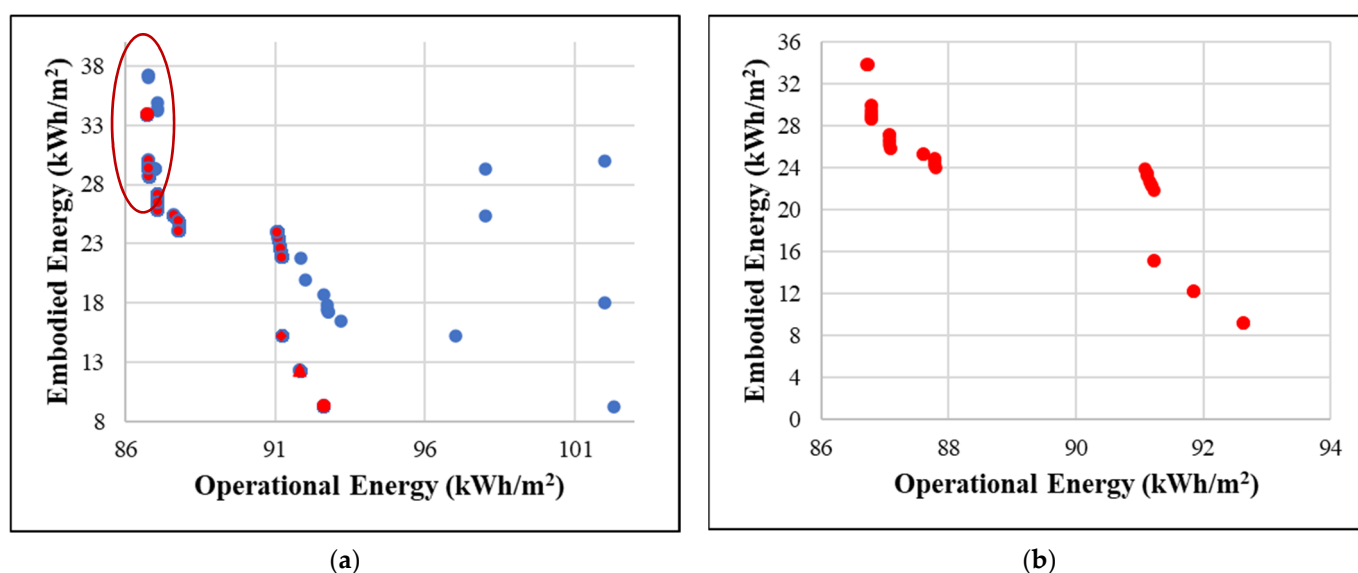 38
33
28
23
18
13
8
Embodied Energy (kWh/m²)
86 91 96 101
Operational Energy (kWh/m²)
(a)
36
32
28
24
20
16
12
8
4
0
Embodied Energy (kWh/m²)
86 88 90 92 94
Operational Energy (kWh/m²)
(b)